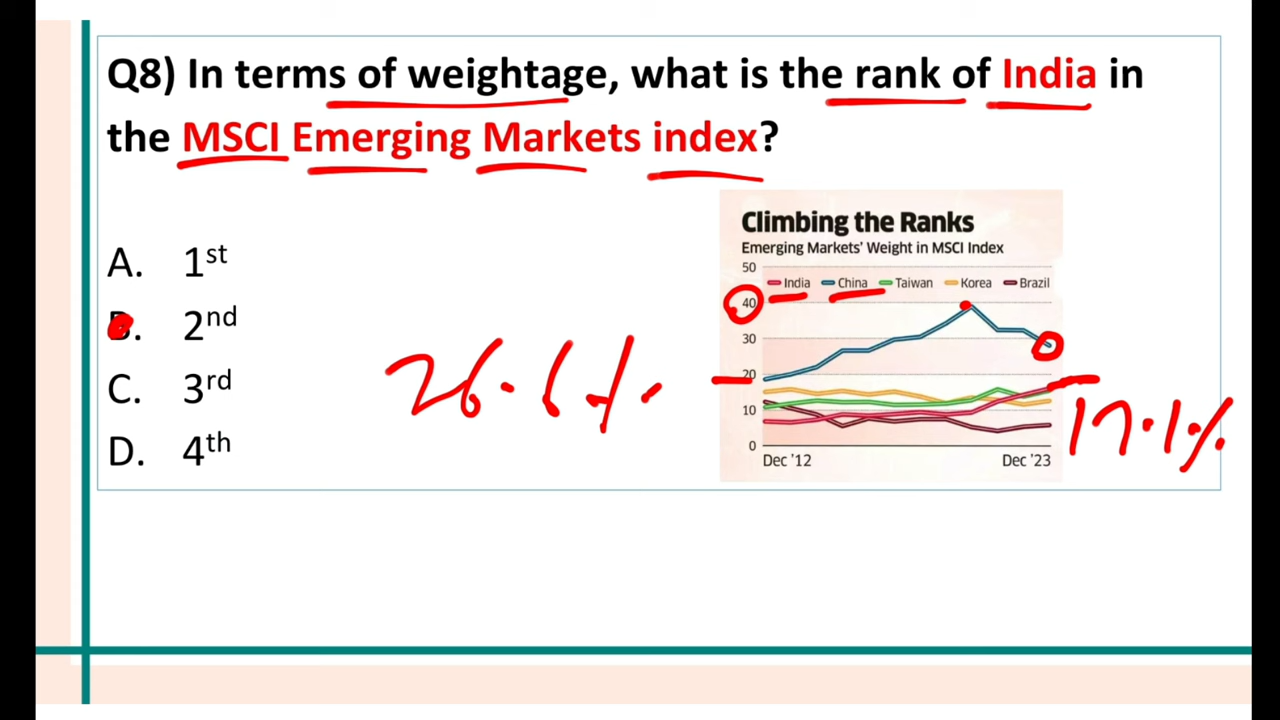 Q8) In terms of weightage, what is the rank of India in
the MSCI Emerging Markets index?
A. 1st
B. 2nd
C. 3rd
D. 4th
Climbing the Ranks
Emerging Markets' Weight in MSCI Index
50
India China Taiwan Korea Brazil
40
30
20
10
0
Dec '12 Dec '23
26.6%
17.1%